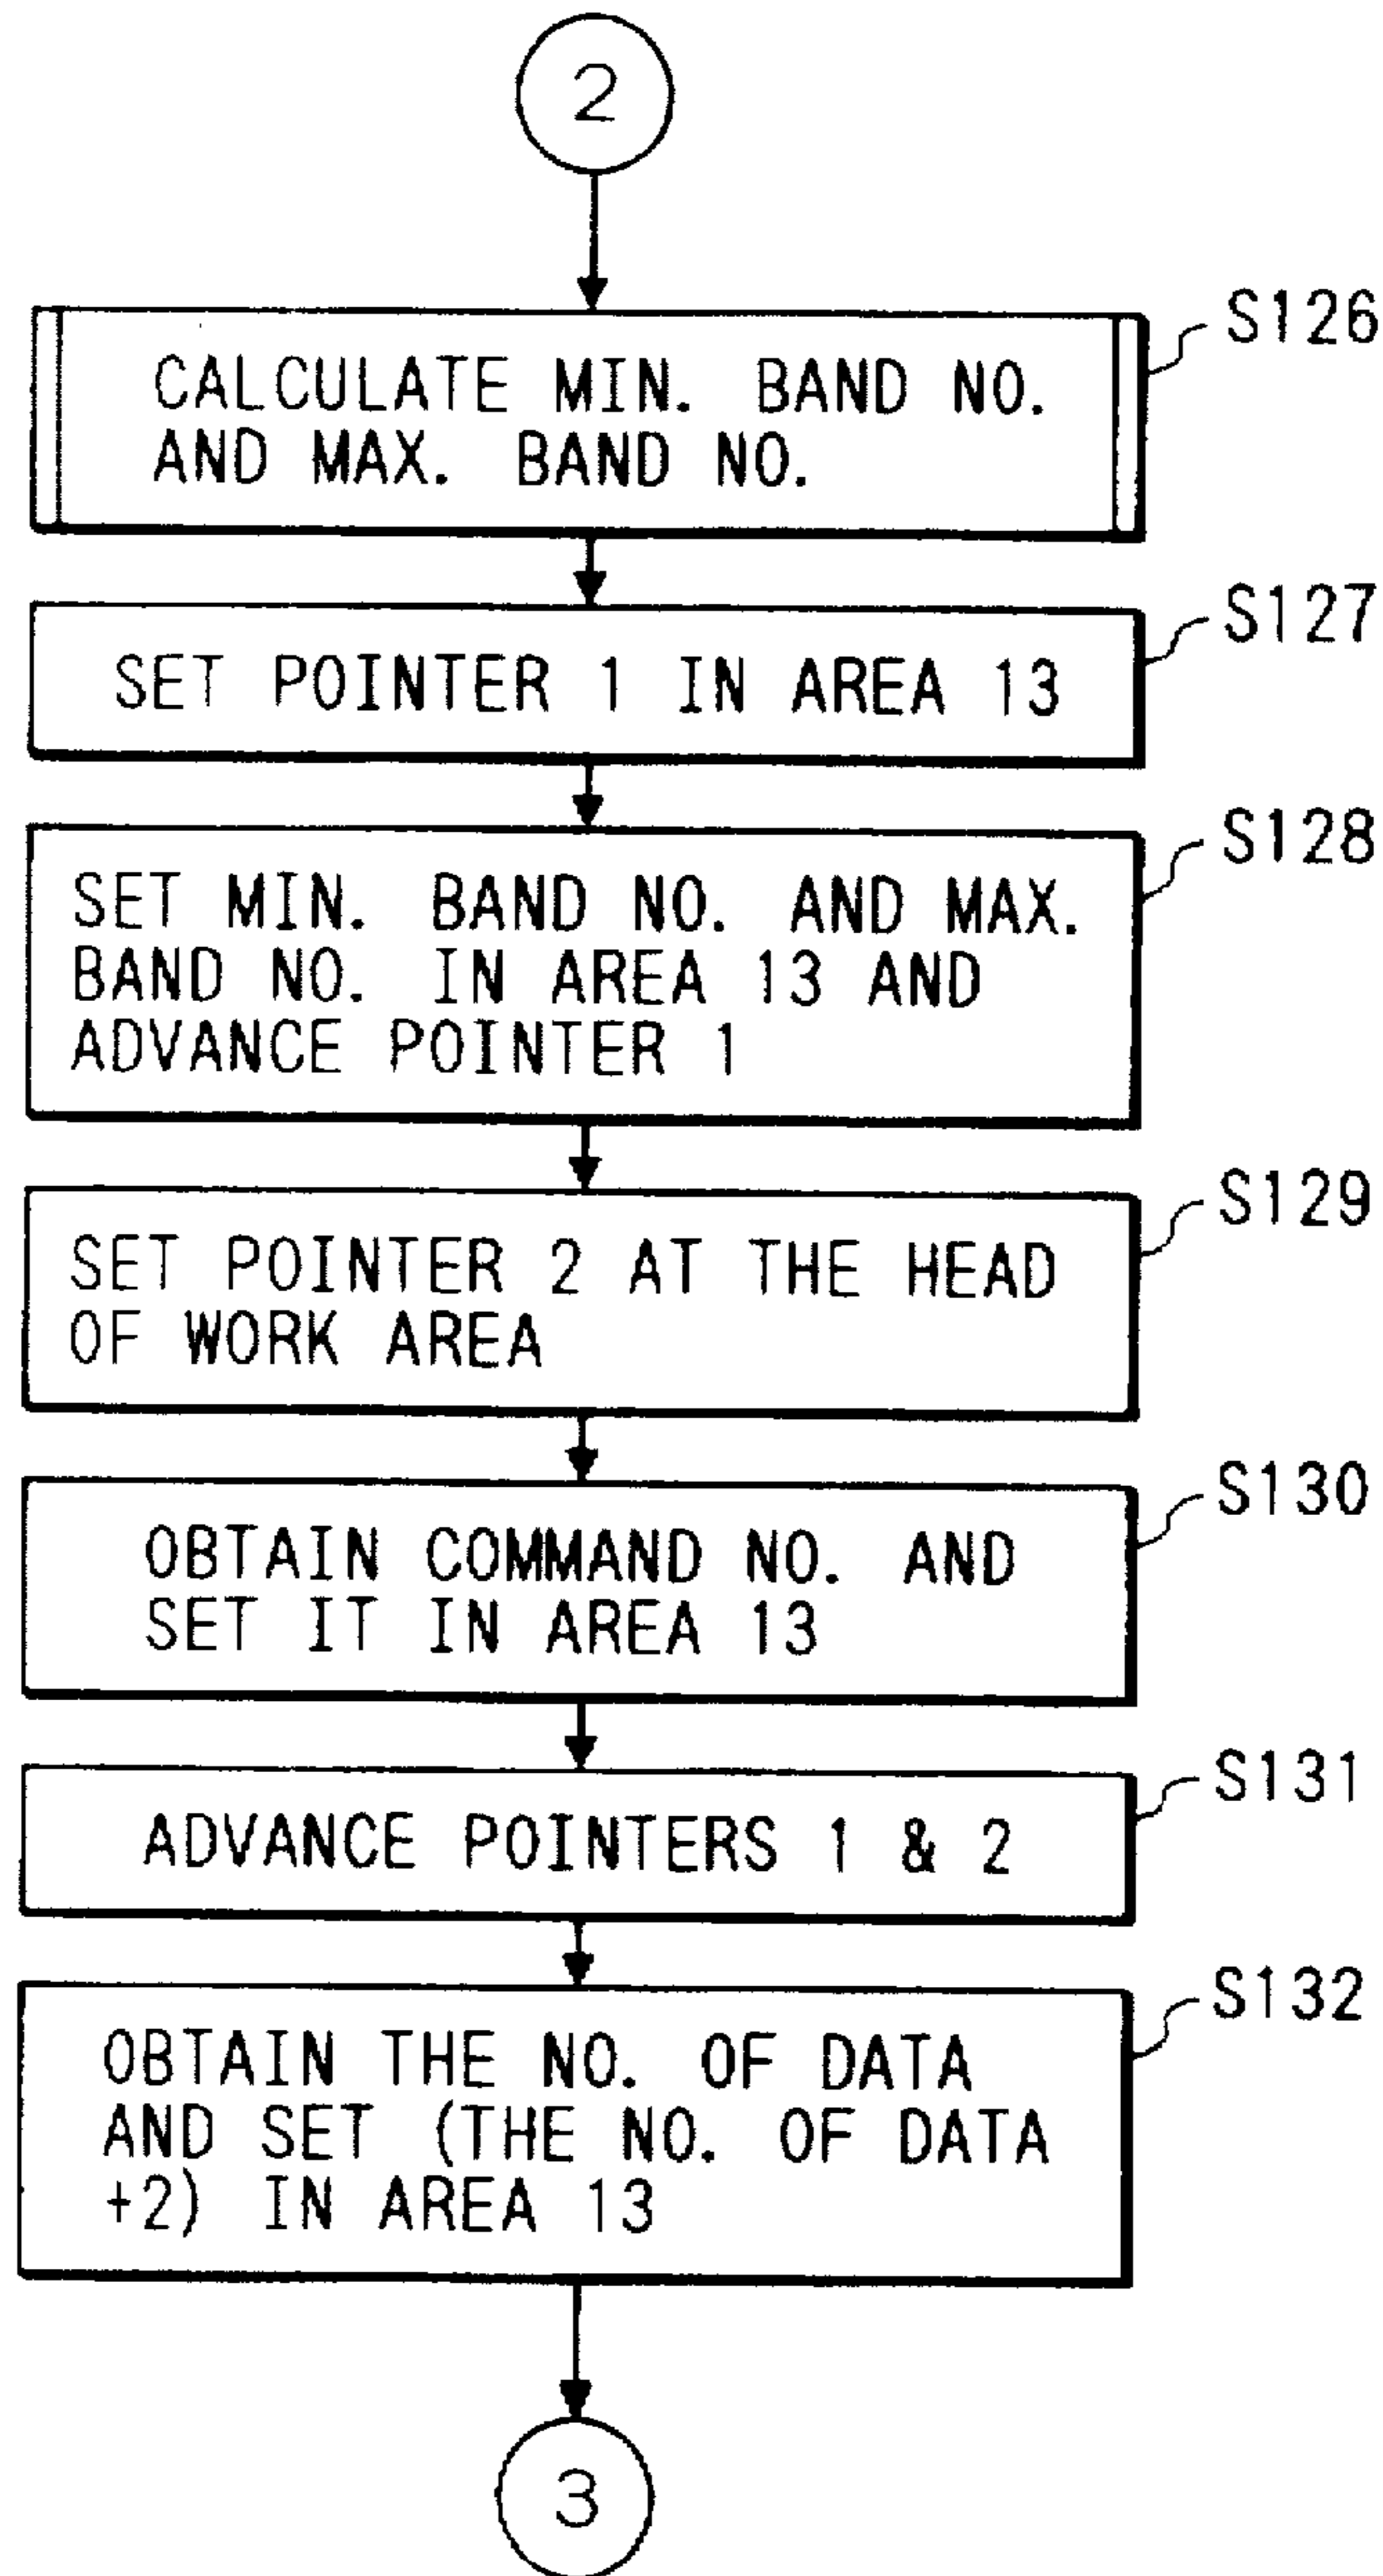 2
S126
CALCULATE MIN. BAND NO.
AND MAX. BAND NO.
S127
SET POINTER 1 IN AREA 13
S128
SET MIN. BAND NO. AND MAX.
BAND NO. IN AREA 13 AND
ADVANCE POINTER 1
S129
SET POINTER 2 AT THE HEAD
OF WORK AREA
S130
OBTAIN COMMAND NO. AND
SET IT IN AREA 13
S131
ADVANCE POINTERS 1 & 2
S132
OBTAIN THE NO. OF DATA
AND SET (THE NO. OF DATA
+2) IN AREA 13
3